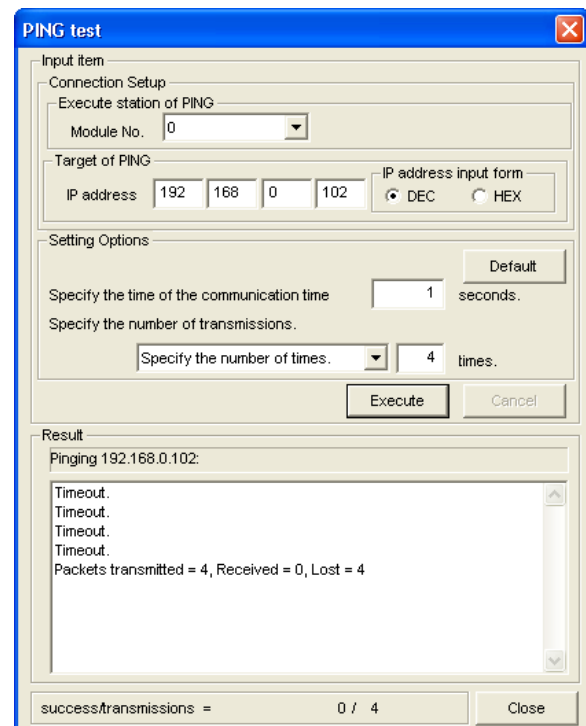 PING test
Input item
Connection Setup
Execute station of PING
Module No. 0
Target of PING
IP address input form
IP address 192 168 0 102 DEC HEX
Setting Options
Default
Specify the time of the communication time 1 seconds.
Specify the number of transmissions.
Specify the number of times. 4 times.
Execute Cancel
Result
Pinging 192.168.0.102:
Timeout.
Timeout.
Timeout.
Timeout.
Packets transmitted = 4, Received = 0, Lost = 4
success/transmissions = 0 / 4 Close